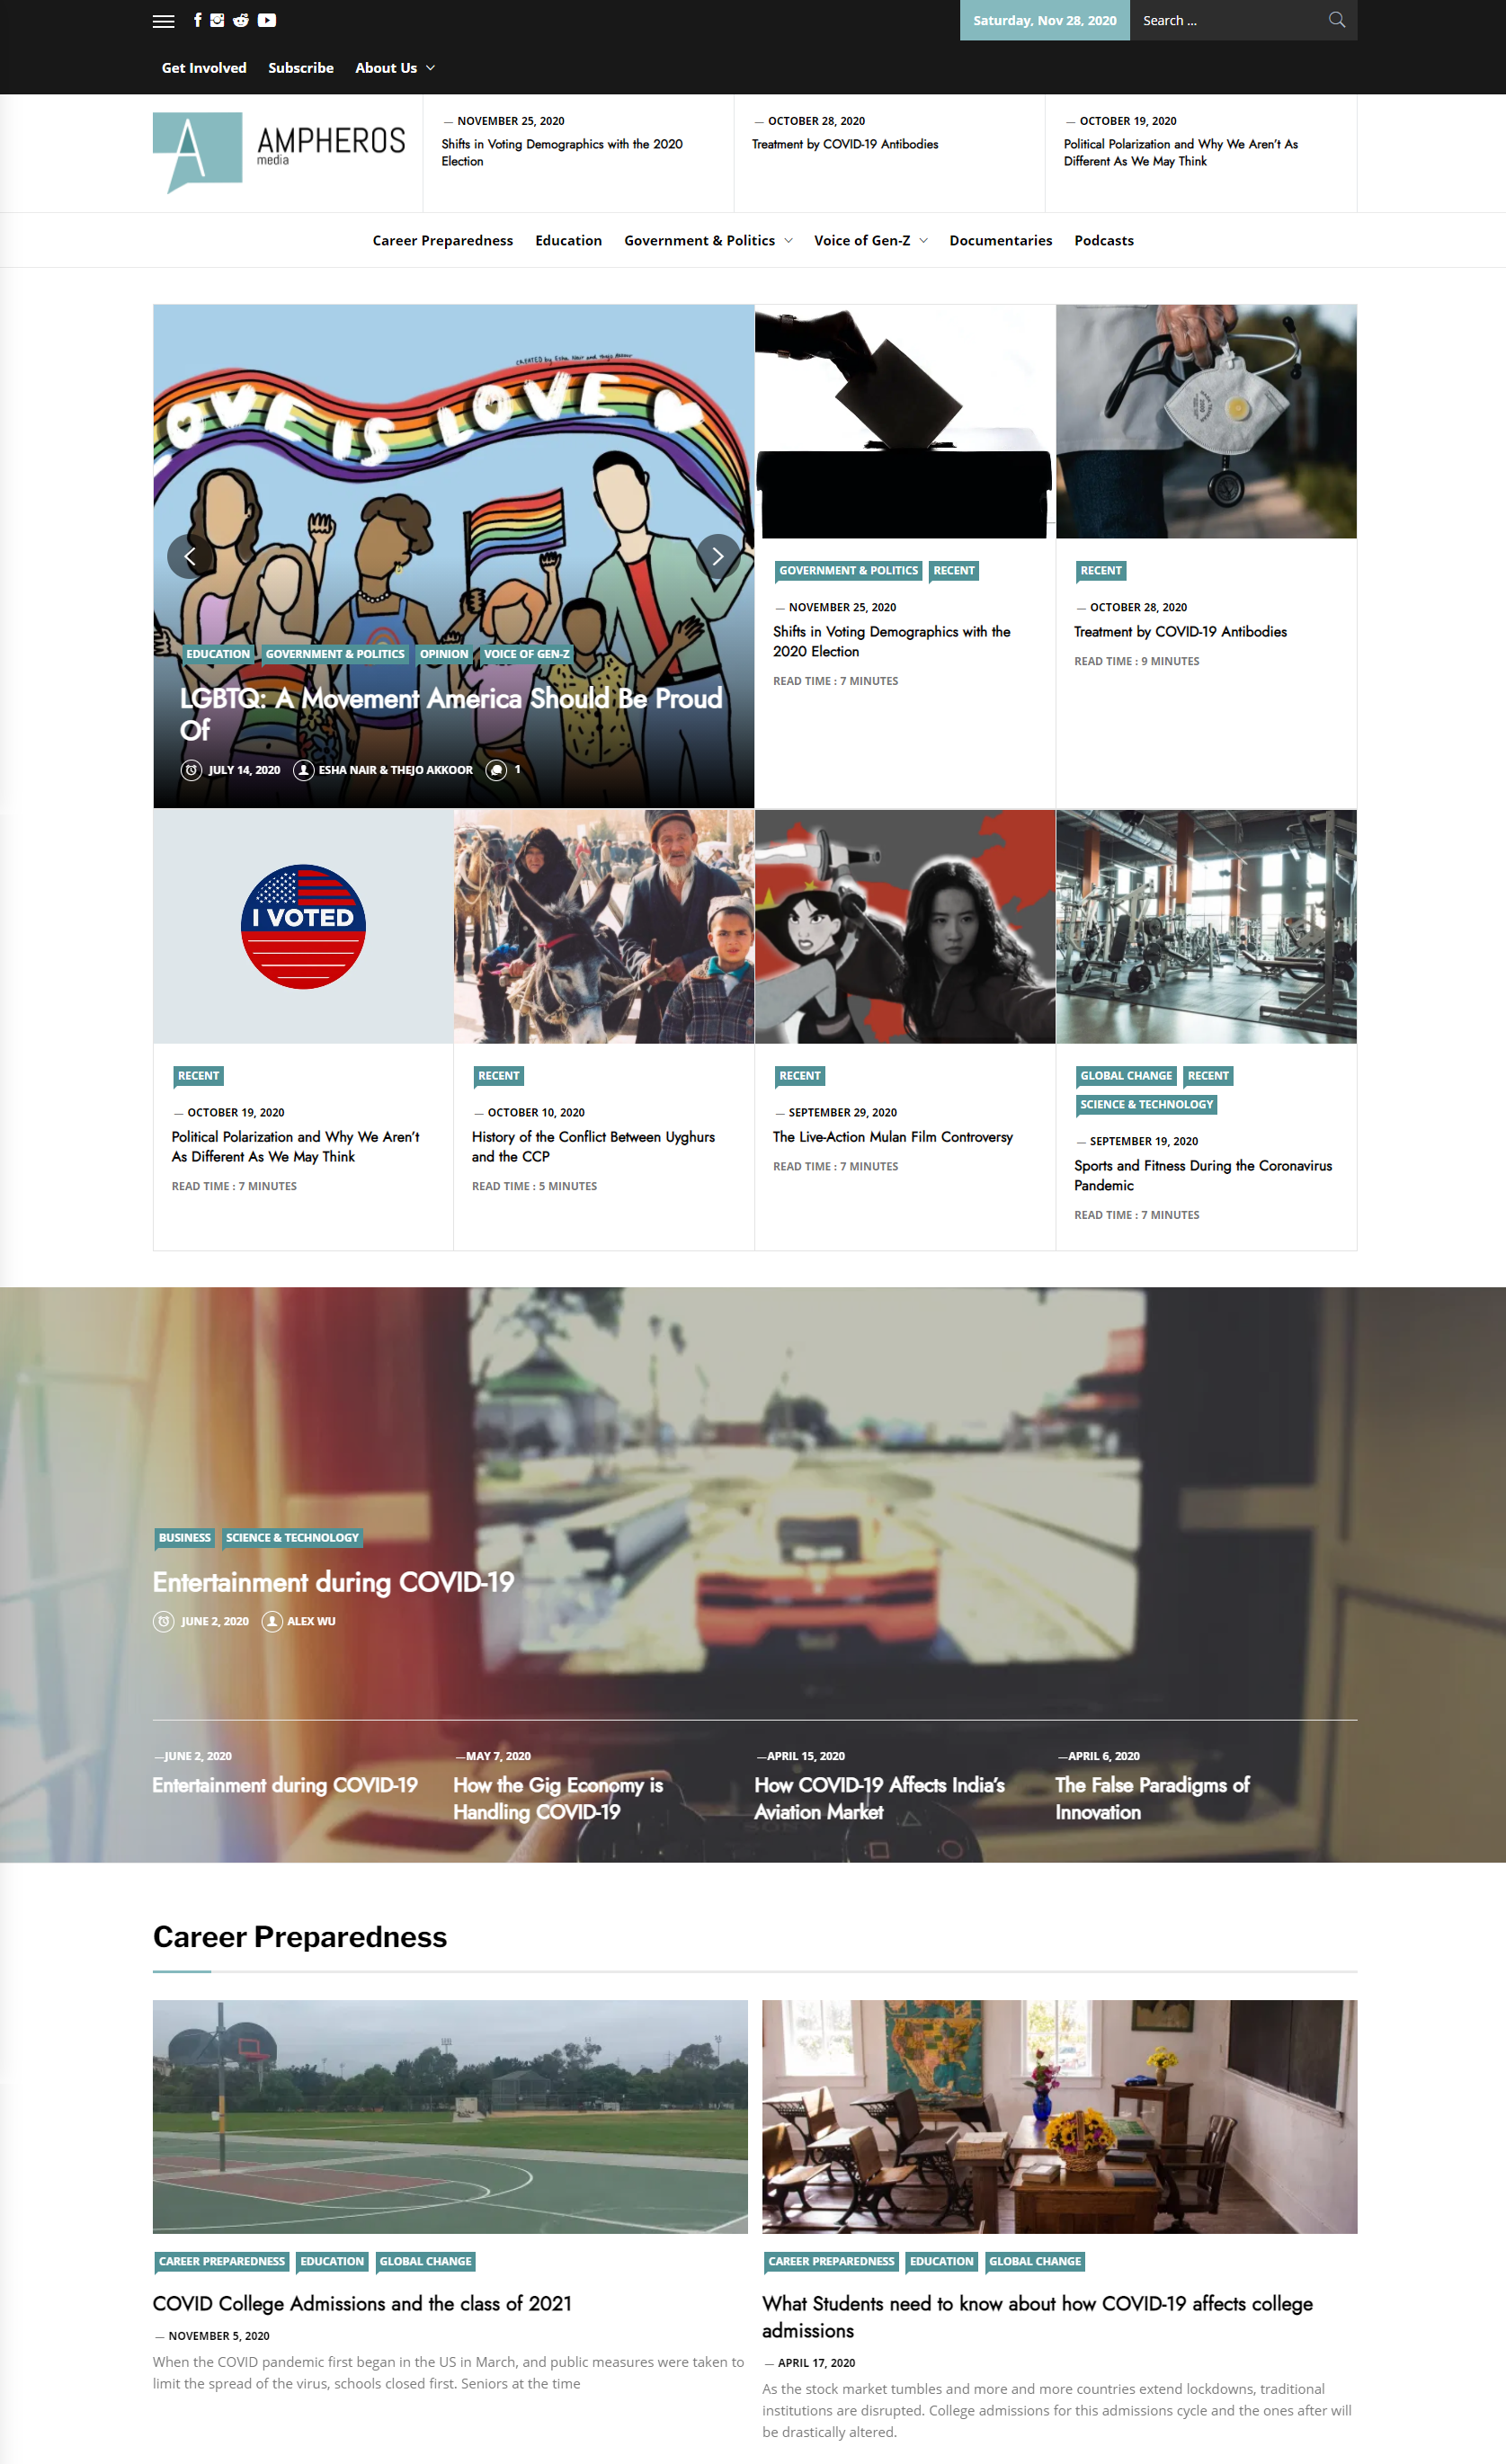 Saturday, Nov 28, 2020
Search ...
Get Involved
Subscribe
About Us
A
AMPHEROS
media
— NOVEMBER 25, 2020
Shifts in Voting Demographics with the 2020
Election
— OCTOBER 28, 2020
Treatment by COVID-19 Antibodies
— OCTOBER 19, 2020
Political Polarization and Why We Aren't As
Different As We May Think
Career Preparedness
Education
Government & Politics
Voice of Gen-Z
Documentaries
Podcasts
CREATED by Esha Nair and Thejo Akkoor
OVE IS LOVE
EDUCATION
GOVERNMENT & POLITICS
OPINION
VOICE OF GEN-Z
LGBTQ: A Movement America Should Be Proud
Of
JULY 14, 2020
ESHA NAIR & THEJO AKKOOR
1
GOVERNMENT & POLITICS
RECENT
— NOVEMBER 25, 2020
Shifts in Voting Demographics with the
2020 Election
READ TIME : 7 MINUTES
RECENT
— OCTOBER 28, 2020
Treatment by COVID-19 Antibodies
READ TIME : 9 MINUTES
I VOTED
RECENT
— OCTOBER 19, 2020
Political Polarization and Why We Aren't
As Different As We May Think
READ TIME : 7 MINUTES
RECENT
— OCTOBER 10, 2020
History of the Conflict Between Uyghurs
and the CCP
READ TIME : 5 MINUTES
RECENT
— SEPTEMBER 29, 2020
The Live-Action Mulan Film Controversy
READ TIME : 7 MINUTES
GLOBAL CHANGE
RECENT
SCIENCE & TECHNOLOGY
— SEPTEMBER 19, 2020
Sports and Fitness During the Coronavirus
Pandemic
READ TIME : 7 MINUTES
BUSINESS
SCIENCE & TECHNOLOGY
Entertainment during COVID-19
JUNE 2, 2020
ALEX WU
—JUNE 2, 2020
Entertainment during COVID-19
—MAY 7, 2020
How the Gig Economy is
Handling COVID-19
—APRIL 15, 2020
How COVID-19 Affects India's
Aviation Market
—APRIL 6, 2020
The False Paradigms of
Innovation
SONY
Career Preparedness
CAREER PREPAREDNESS
EDUCATION
GLOBAL CHANGE
COVID College Admissions and the class of 2021
— NOVEMBER 5, 2020
When the COVID pandemic first began in the US in March, and public measures were taken to
limit the spread of the virus, schools closed first. Seniors at the time
CAREER PREPAREDNESS
EDUCATION
GLOBAL CHANGE
What Students need to know about how COVID-19 affects college
admissions
— APRIL 17, 2020
As the stock market tumbles and more and more countries extend lockdowns, traditional
institutions are disrupted. College admissions for this admissions cycle and the ones after will
be drastically altered.